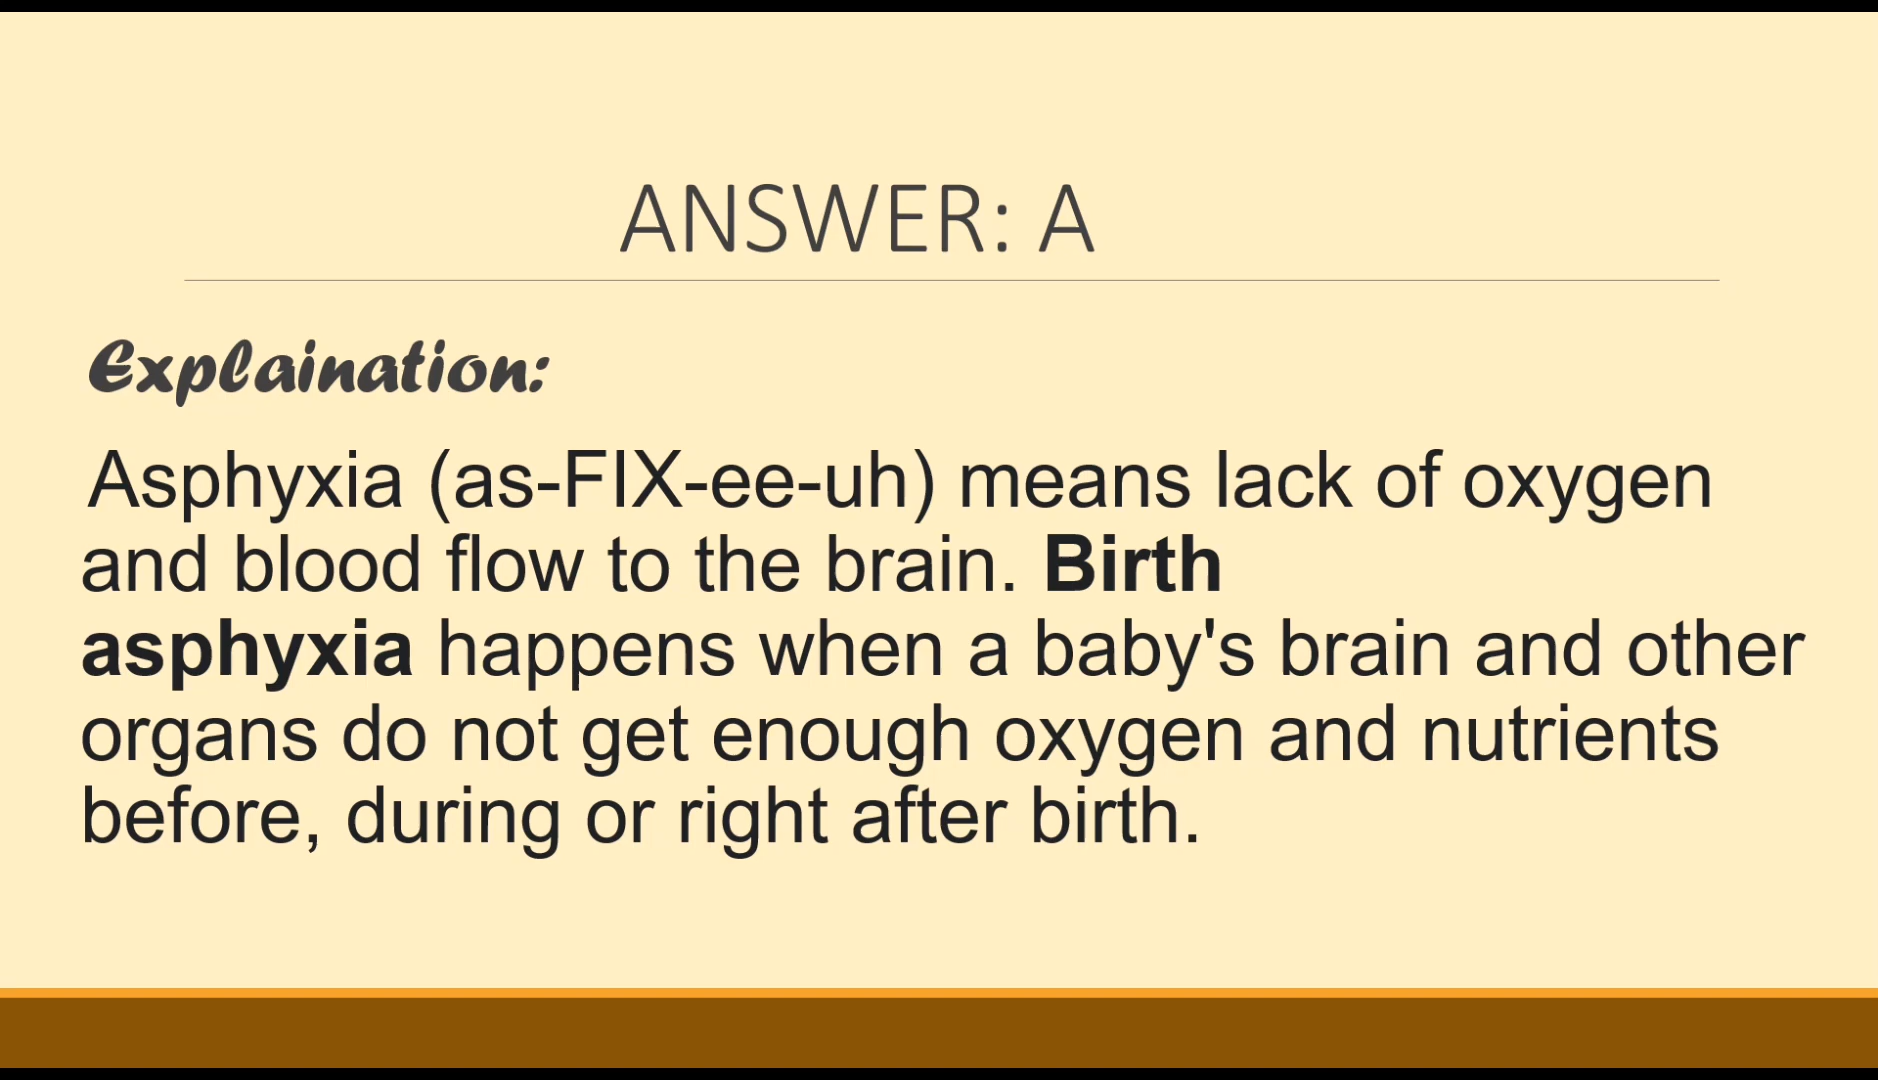 ANSWER: A
Explaination:
Asphyxia (as-FIX-ee-uh) means lack of oxygen
and blood flow to the brain. Birth
asphyxia happens when a baby's brain and other
organs do not get enough oxygen and nutrients
before, during or right after birth.